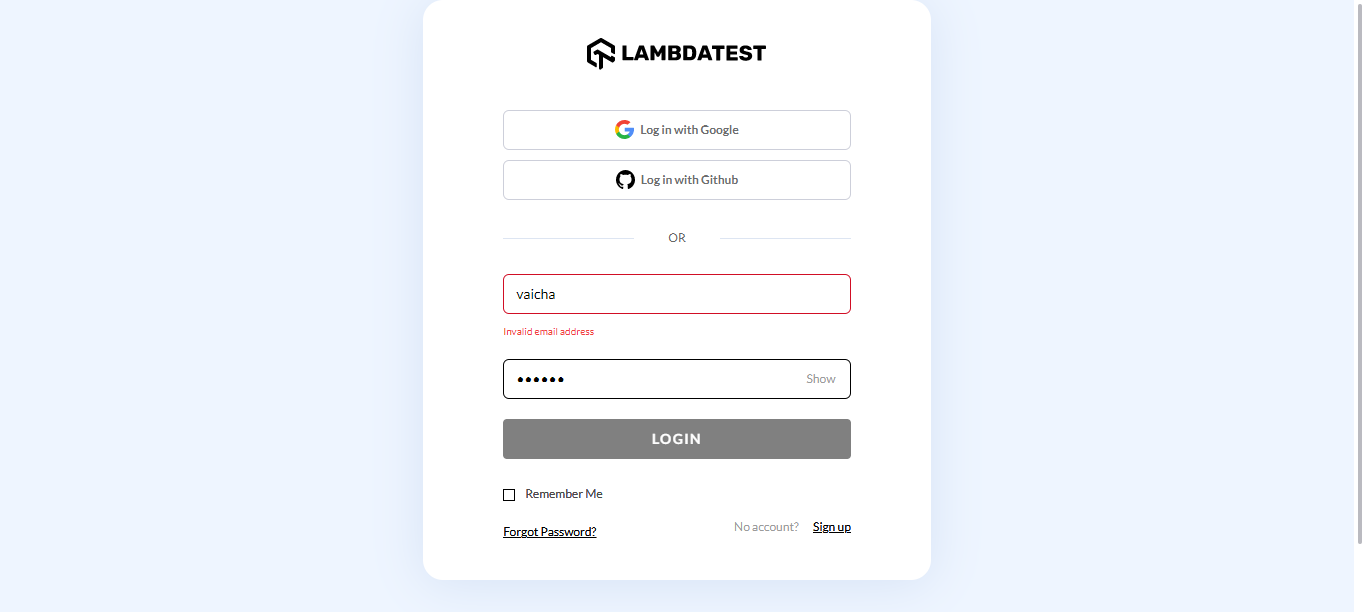 LAMBDATEST
Log in with Google
Log in with Github
OR
vaicha
Invalid email address
•••••• Show
LOGIN
Remember Me
Forgot Password? No account? Sign up